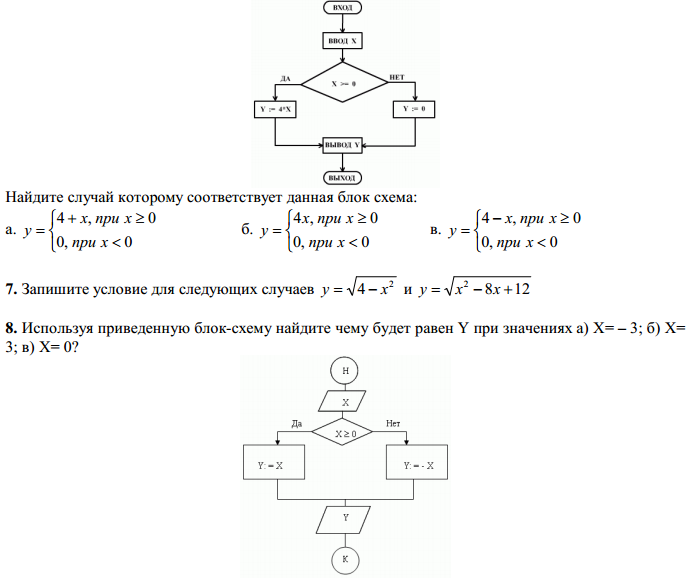 ВХОД
ВВОД X
ДА
НЕТ
X >= 0
Y := 4*X
Y := 0
ВЫВОД Y
ВЫХОД
Найдите случай которому соответствует данная блок схема:
а. y = {4 + x, при x ≥ 0; 0, при x < 0 б. y = {4x, при x ≥ 0; 0, при x < 0 в. y = {4 − x, при x ≥ 0; 0, при x < 0
7. Запишите условие для следующих случаев y = √(4 − x²) и y = √(x² − 8x + 12)
8. Используя приведенную блок-схему найдите чему будет равен Y при значениях а) X= – 3; б) X=
3; в) X= 0?
Н
X
Да
Нет
X ≥ 0
Y: = X
Y: = - X
Y
К